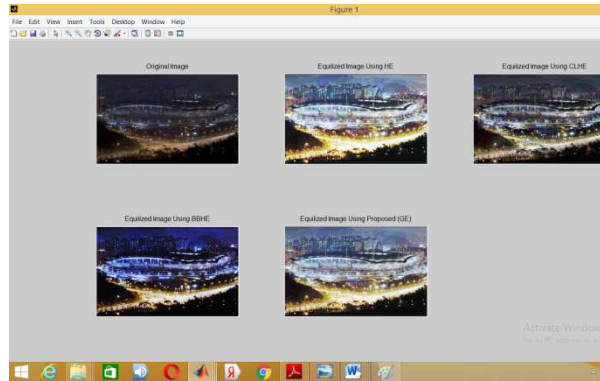 Figure 1
File Edit View Insert Tools Desktop Window Help
Original Image
Equilized Image Using HE
Equilized Image Using CLHE
Equilized Image Using BBHE
Equilized Image Using Proposed (GE)
Activate Window